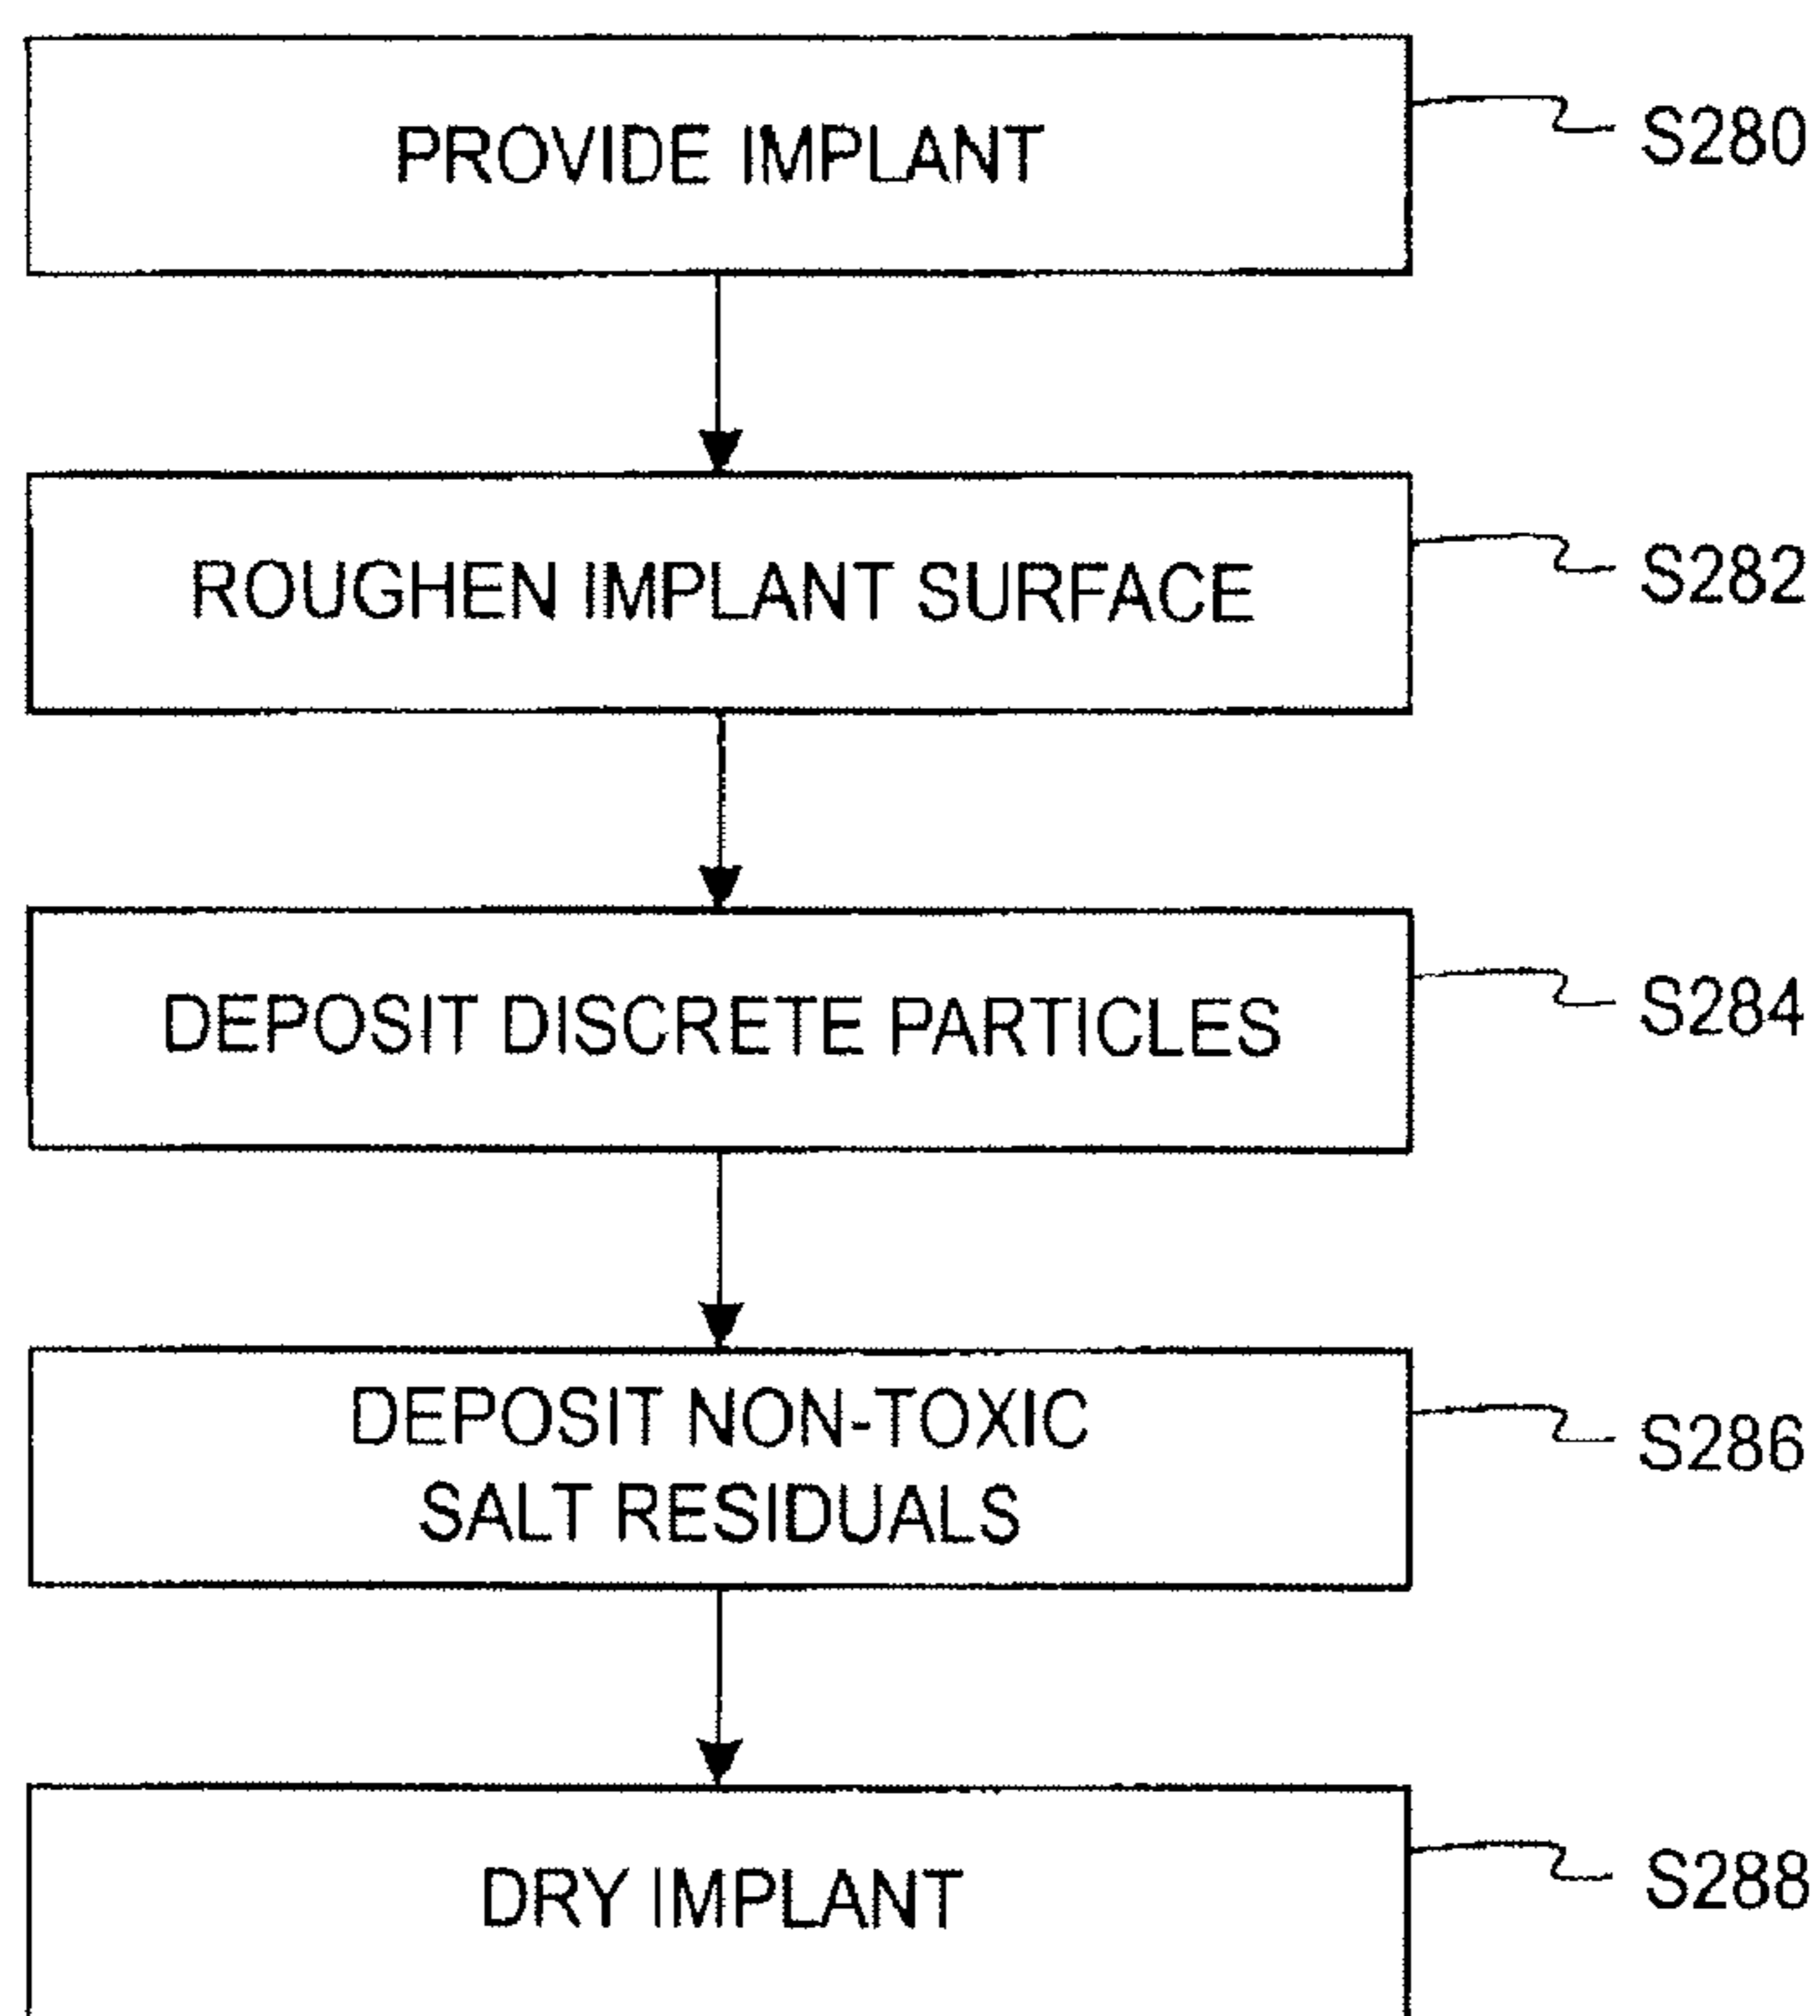 PROVIDE IMPLANT
S280
ROUGHEN IMPLANT SURFACE
S282
DEPOSIT DISCRETE PARTICLES
S284
DEPOSIT NON-TOXIC
SALT RESIDUALS
S286
DRY IMPLANT
S288